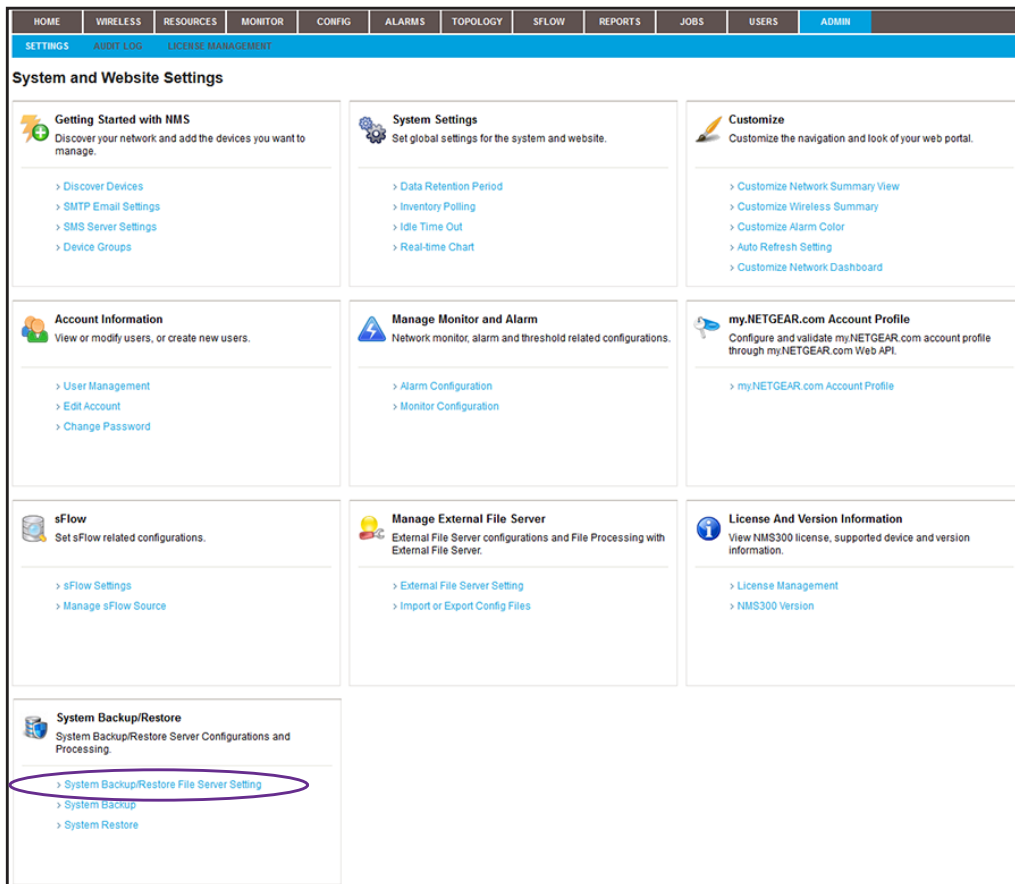 HOME WIRELESS RESOURCES MONITOR CONFIG ALARMS TOPOLOGY SFLOW REPORTS JOBS USERS ADMIN
SETTINGS AUDIT LOG LICENSE MANAGEMENT
System and Website Settings
Getting Started with NMS
Discover your network and add the devices you want to
manage.
> Discover Devices
> SMTP Email Settings
> SMS Server Settings
> Device Groups
System Settings
Set global settings for the system and website.
> Data Retention Period
> Inventory Polling
> Idle Time Out
> Real-time Chart
Customize
Customize the navigation and look of your web portal.
> Customize Network Summary View
> Customize Wireless Summary
> Customize Alarm Color
> Auto Refresh Setting
> Customize Network Dashboard
Account Information
View or modify users, or create new users.
> User Management
> Edit Account
> Change Password
Manage Monitor and Alarm
Network monitor, alarm and threshold related configurations.
> Alarm Configuration
> Monitor Configuration
my.NETGEAR.com Account Profile
Configure and validate my.NETGEAR.com account profile
through my.NETGEAR.com Web API.
> my.NETGEAR.com Account Profile
sFlow
Set sFlow related configurations.
> sFlow Settings
> Manage sFlow Source
Manage External File Server
External File Server configurations and File Processing with
External File Server.
> External File Server Setting
> Import or Export Config Files
License And Version Information
View NMS300 license, supported device and version
information.
> License Management
> NMS300 Version
System Backup/Restore
System Backup/Restore Server Configurations and
Processing.
> System Backup/Restore File Server Setting
> System Backup
> System Restore